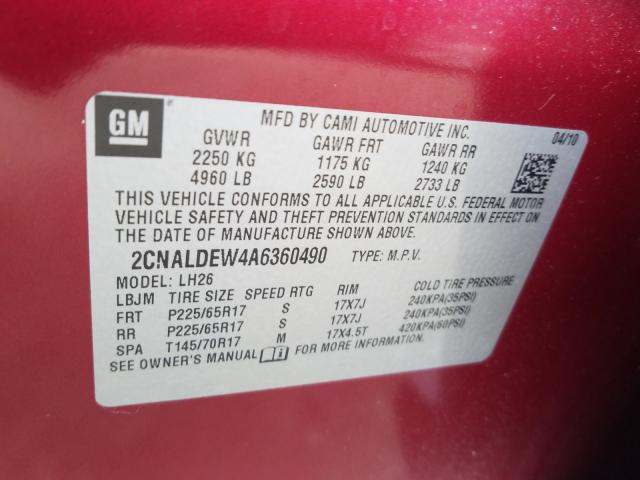 GM
MFD BY CAMI AUTOMOTIVE INC.
04/10
GVWR GAWR FRT GAWR RR
2250 KG 1175 KG 1240 KG
4960 LB 2590 LB 2733 LB
THIS VEHICLE CONFORMS TO ALL APPLICABLE U.S. FEDERAL MOTOR
VEHICLE SAFETY AND THEFT PREVENTION STANDARDS IN EFFECT ON
THE DATE OF MANUFACTURE SHOWN ABOVE.
2CNALDEW4A6360490 TYPE: M.P.V.
MODEL: LH26
LBJM TIRE SIZE SPEED RTG RIM COLD TIRE PRESSURE
FRT P225/65R17 S 17X7J 240KPA(35PSI)
RR P225/65R17 S 17X7J 240KPA(35PSI)
SPA T145/70R17 M 17X4.5T 420KPA(60PSI)
SEE OWNER'S MANUAL FOR MORE INFORMATION.